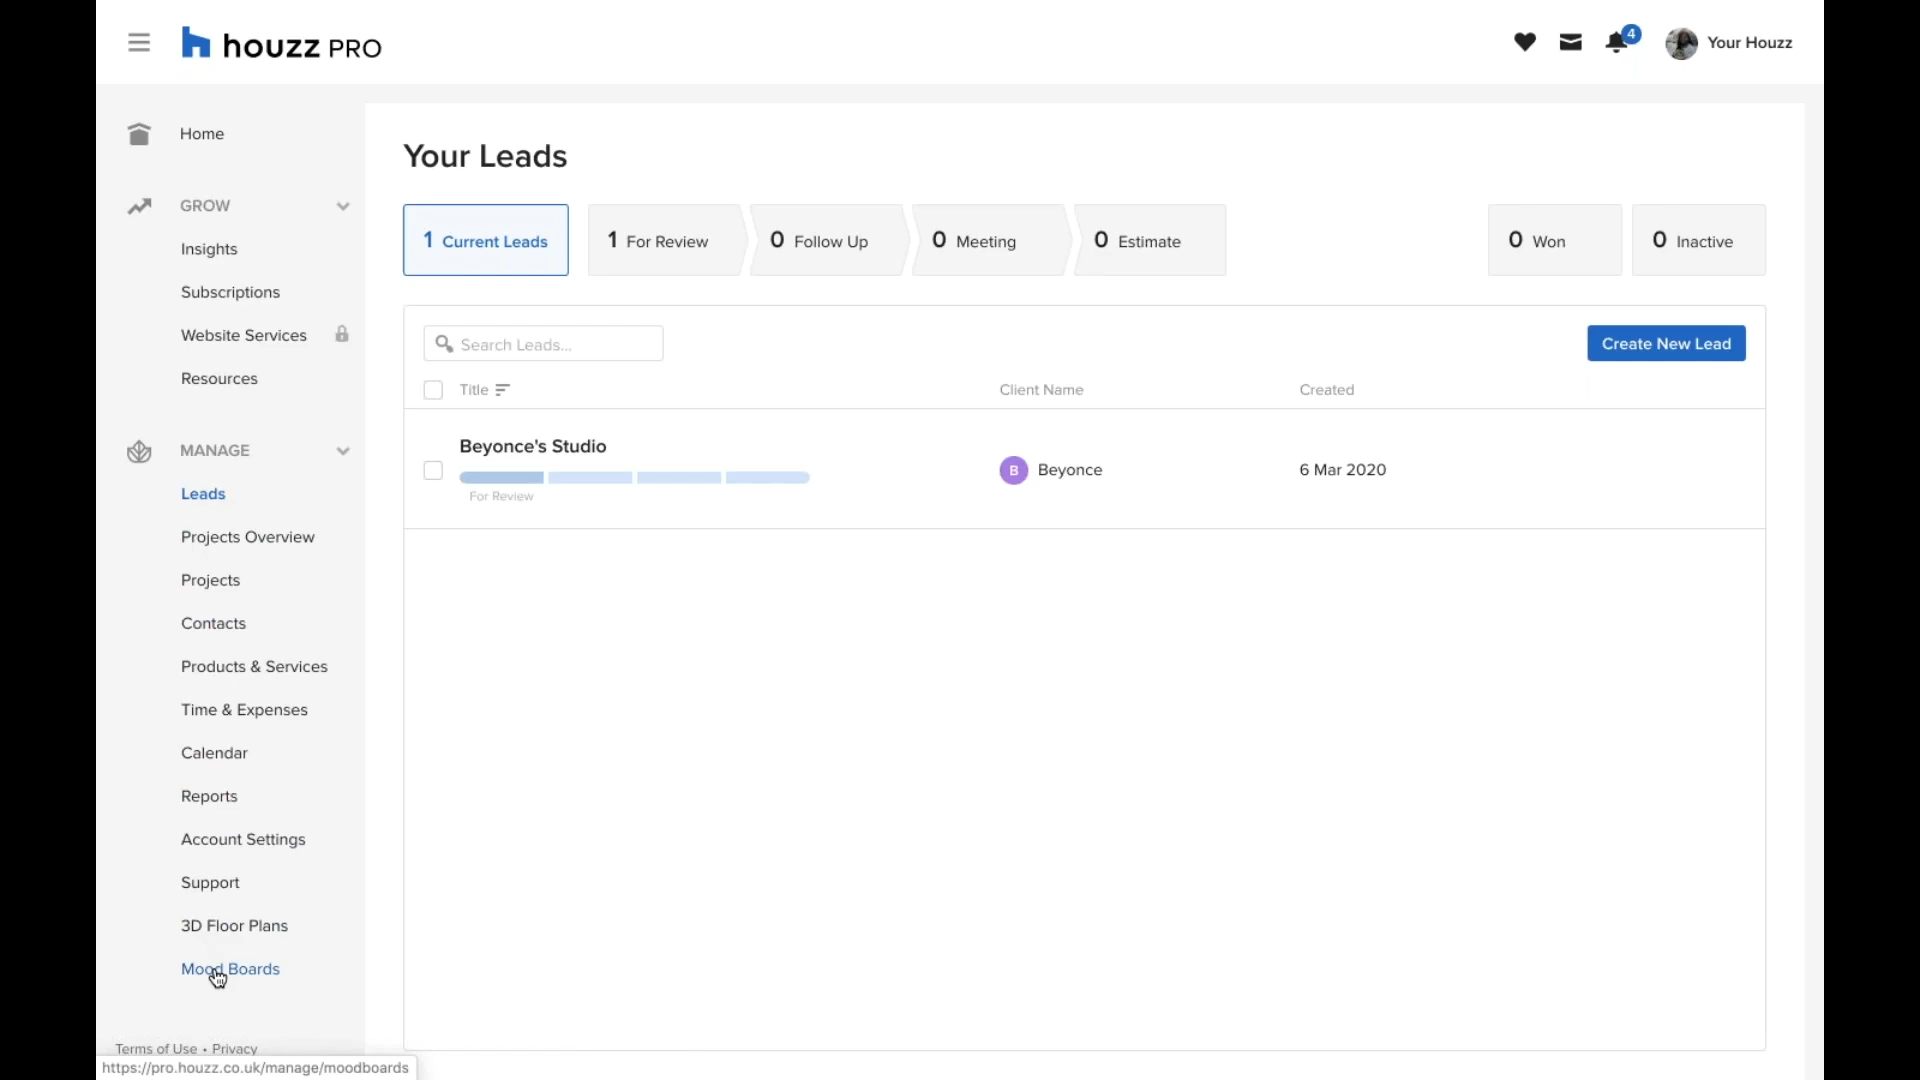 houzz PRO
4
Your Houzz
Home
GROW
Insights
Subscriptions
Website Services
Resources
MANAGE
Leads
Projects Overview
Projects
Contacts
Products & Services
Time & Expenses
Calendar
Reports
Account Settings
Support
3D Floor Plans
Mood Boards
Terms of Use • Privacy
https://pro.houzz.co.uk/manage/moodboards
Your Leads
1 Current Leads
1 For Review
0 Follow Up
0 Meeting
0 Estimate
0 Won
0 Inactive
Search Leads...
Create New Lead
Title
Client Name
Created
Beyonce's Studio
For Review
B
Beyonce
6 Mar 2020